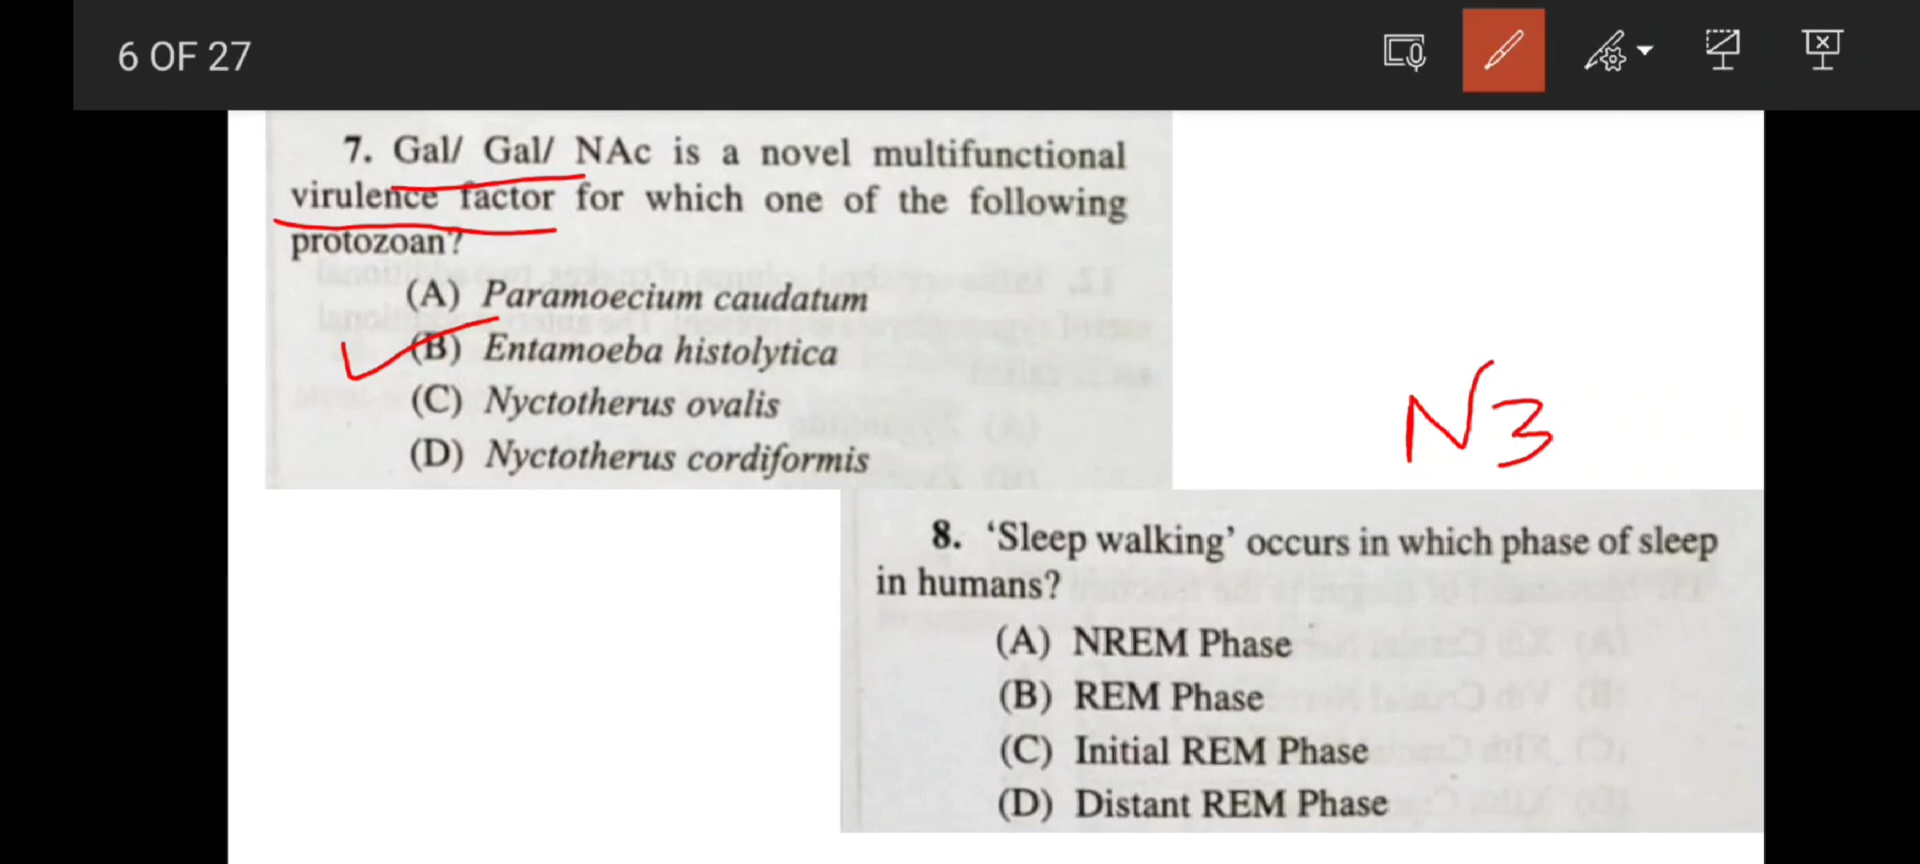 6 OF 27
7. Gal/ Gal/ NAc is a novel multifunctional
virulence factor for which one of the following
protozoan?
(A) Paramoecium caudatum
(B) Entamoeba histolytica
(C) Nyctotherus ovalis
(D) Nyctotherus cordiformis
N3
8. ‘Sleep walking’ occurs in which phase of sleep
in humans?
(A) NREM Phase
(B) REM Phase
(C) Initial REM Phase
(D) Distant REM Phase